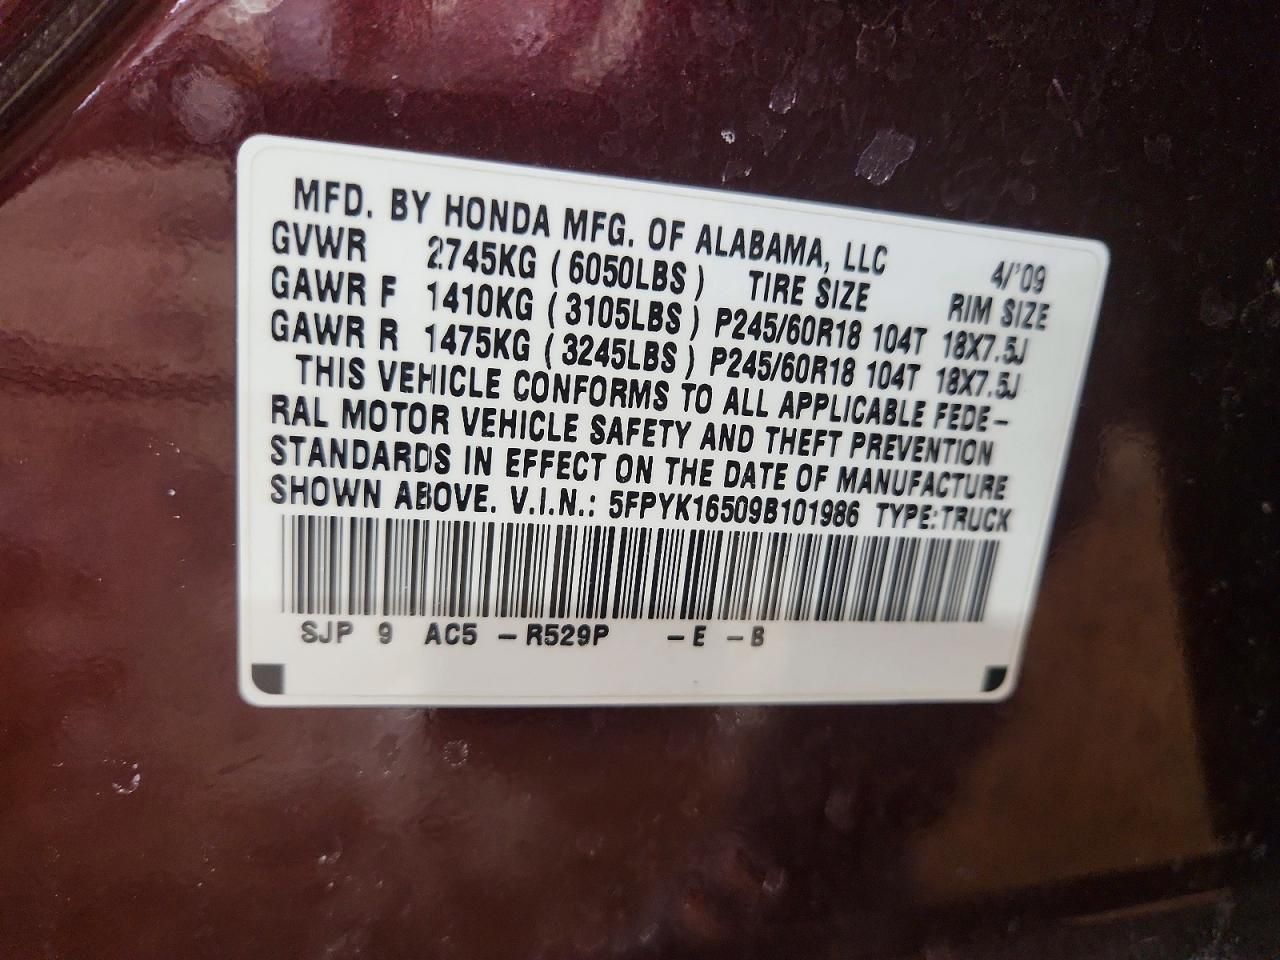 MFD. BY HONDA MFG. OF ALABAMA, LLC 4/'09
GVWR 2745KG (6050LBS) TIRE SIZE RIM SIZE
GAWR F 1410KG (3105LBS) P245/60R18 104T 18X7.5J
GAWR R 1475KG (3245LBS) P245/60R18 104T 18X7.5J
THIS VEHICLE CONFORMS TO ALL APPLICABLE FEDE-
RAL MOTOR VEHICLE SAFETY AND THEFT PREVENTION
STANDARDS IN EFFECT ON THE DATE OF MANUFACTURE
SHOWN ABOVE. V.I.N.: 5FPYK16509B101986 TYPE:TRUCK
SJP 9 AC5 -R529P -E -B